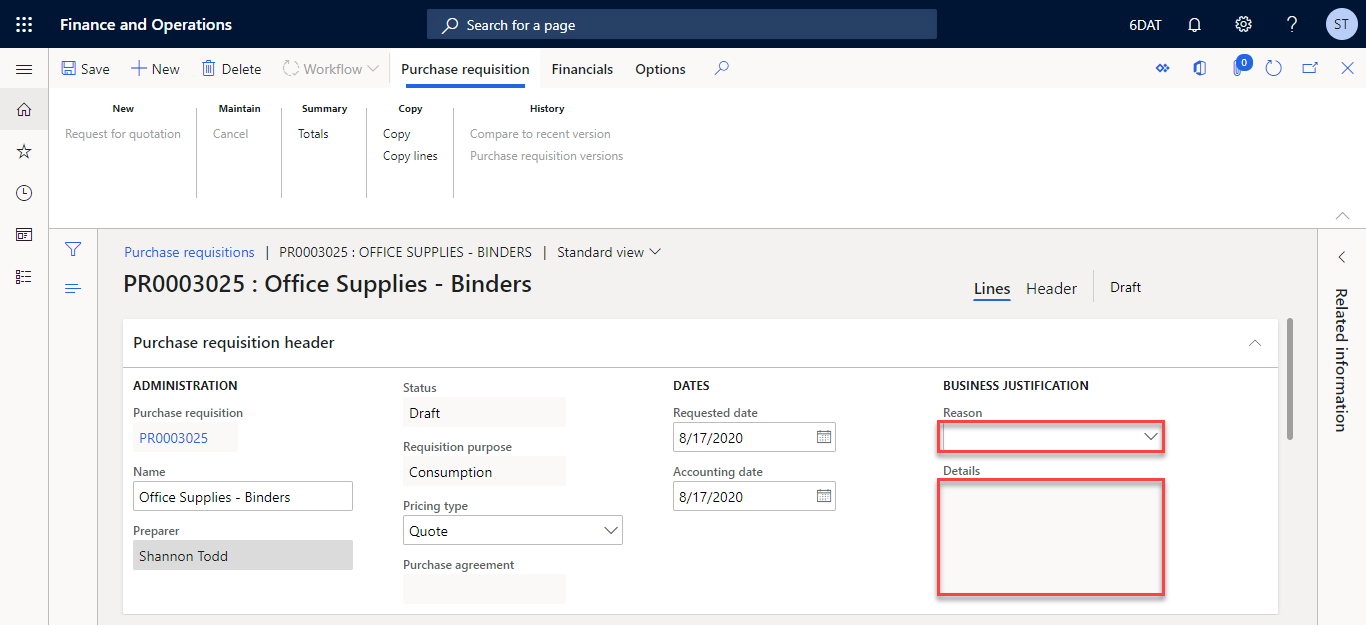 Finance and Operations
Search for a page
6DAT
?
ST
Save
New
Delete
Workflow
Purchase requisition
Financials
Options
0
New
Request for quotation
Maintain
Cancel
Summary
Totals
Copy
Copy
Copy lines
History
Compare to recent version
Purchase requisition versions
Purchase requisitions | PR0003025 : OFFICE SUPPLIES - BINDERS | Standard view
PR0003025 : Office Supplies - Binders
Lines
Header
Draft
Related information
Purchase requisition header
ADMINISTRATION
Purchase requisition
PR0003025
Name
Office Supplies - Binders
Preparer
Shannon Todd
Status
Draft
Requisition purpose
Consumption
Pricing type
Quote
Purchase agreement
DATES
Requested date
8/17/2020
Accounting date
8/17/2020
BUSINESS JUSTIFICATION
Reason
Details